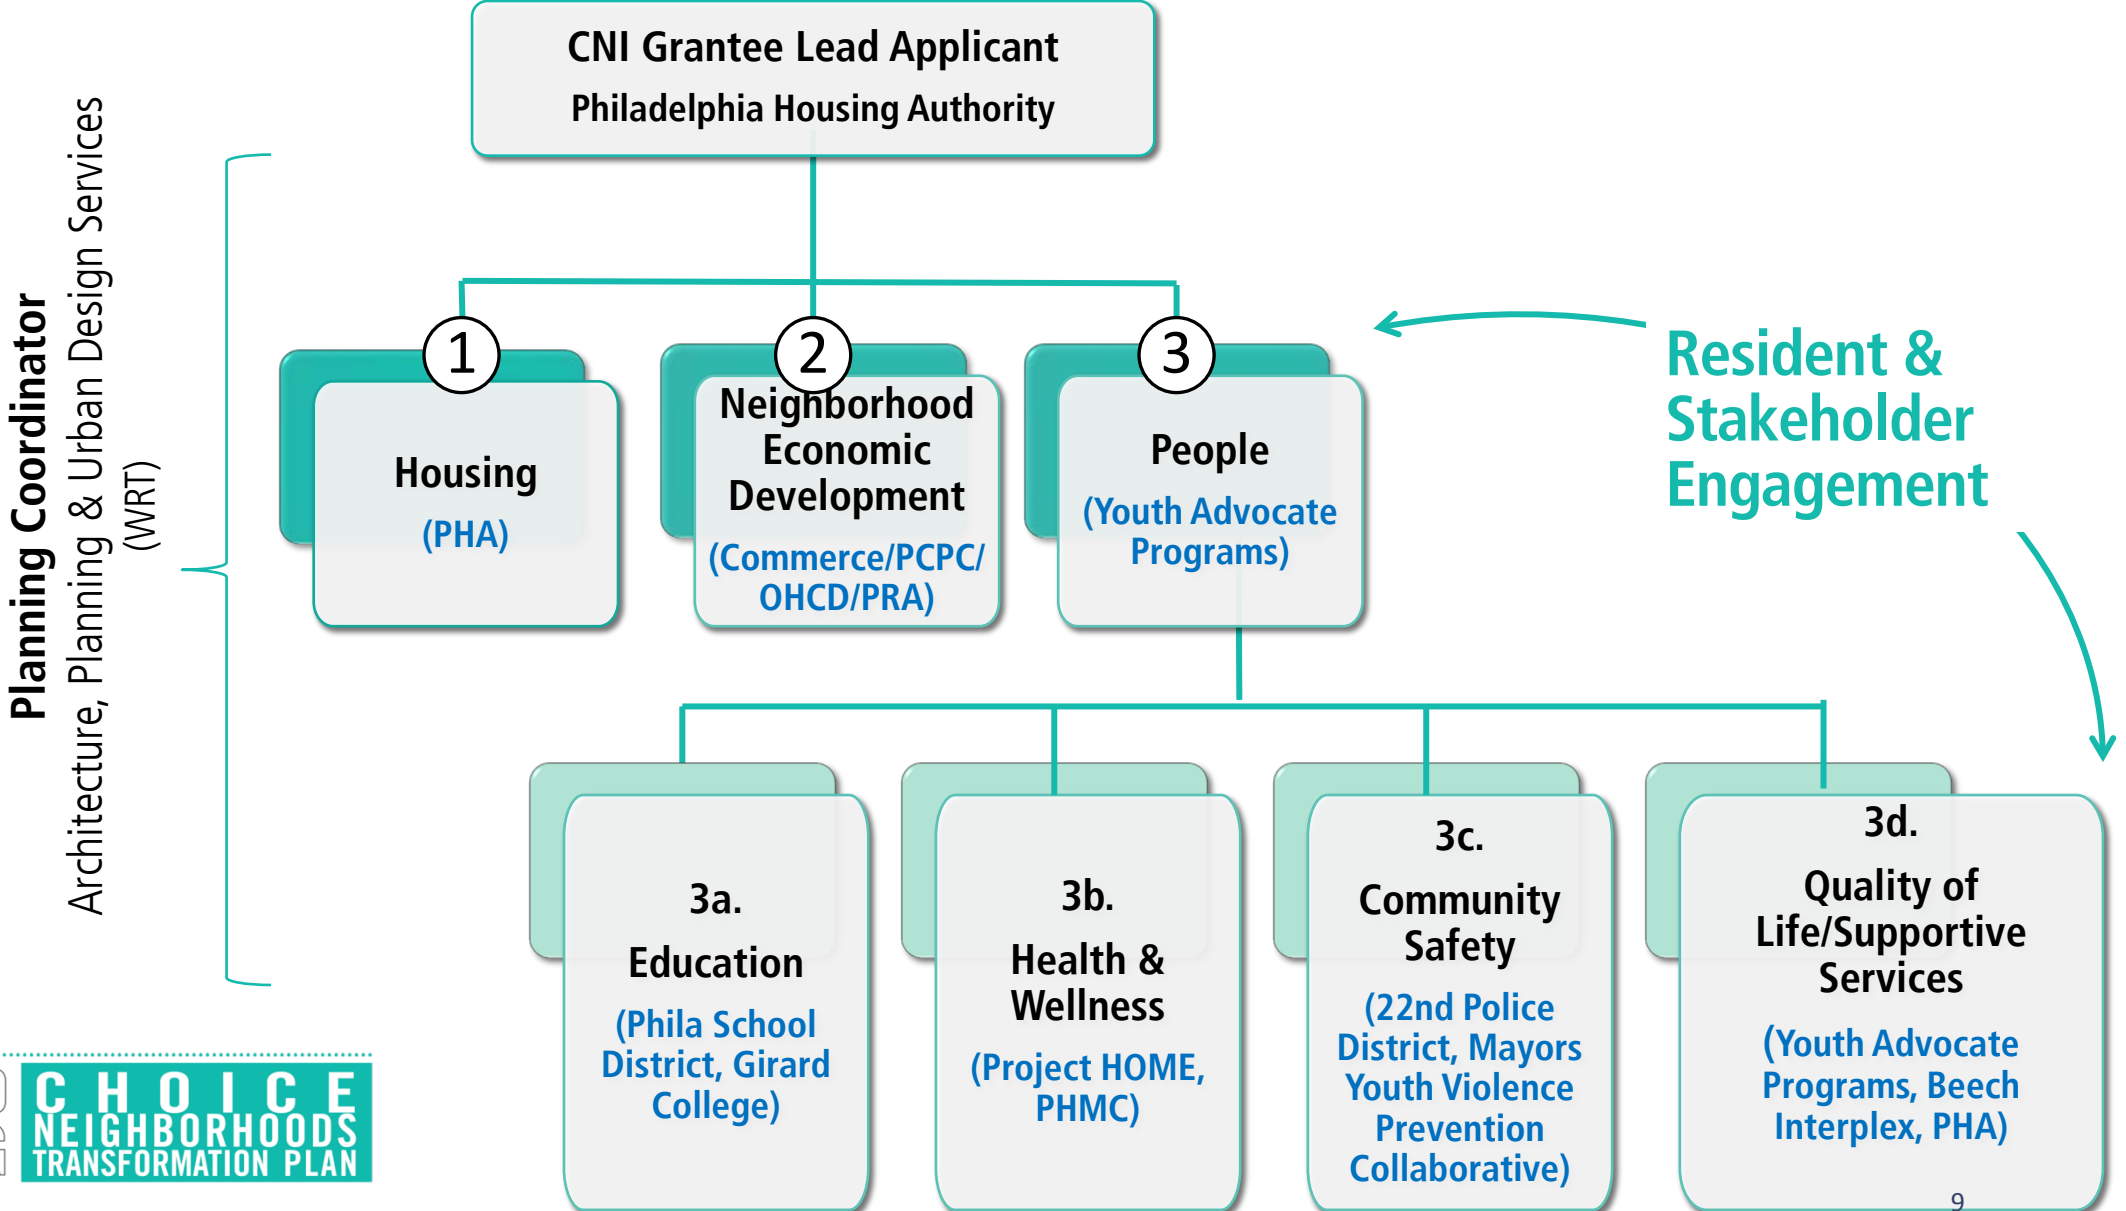 CNI Grantee Lead Applicant
Philadelphia Housing Authority
Planning Coordinator
Architecture, Planning & Urban Design Services
(WRT)
1
Housing
(PHA)
2
Neighborhood
Economic
Development
(Commerce/PCPC/
OHCD/PRA)
3
People
(Youth Advocate
Programs)
Resident &
Stakeholder
Engagement
3a.
Education
(Phila School
District, Girard
College)
3b.
Health &
Wellness
(Project HOME,
PHMC)
3c.
Community
Safety
(22nd Police
District, Mayors
Youth Violence
Prevention
Collaborative)
3d.
Quality of
Life/Supportive
Services
(Youth Advocate
Programs, Beech
Interplex, PHA)
CHOICE
NEIGHBORHOODS
TRANSFORMATION PLAN
9